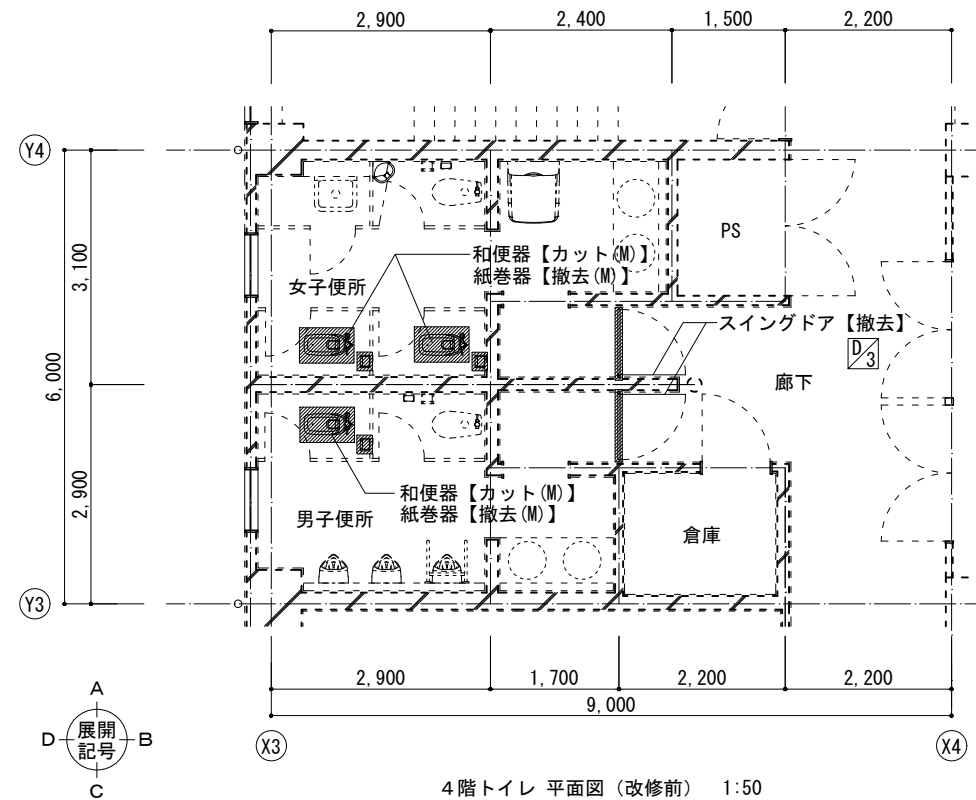 2,900 2,400 1,500 2,200
Y4
3,100
6,000
2,900
Y3
PS
和便器【カット(M)】
紙巻器【撤去(M)】
女子便所
スイングドア【撤去】
D
3
廊下
和便器【カット(M)】
紙巻器【撤去(M)】
男子便所
倉庫
2,900 1,700 2,200 2,200
9,000
X3 X4
A
D 展開 B
記号
C
4階トイレ 平面図(改修前) 1:50